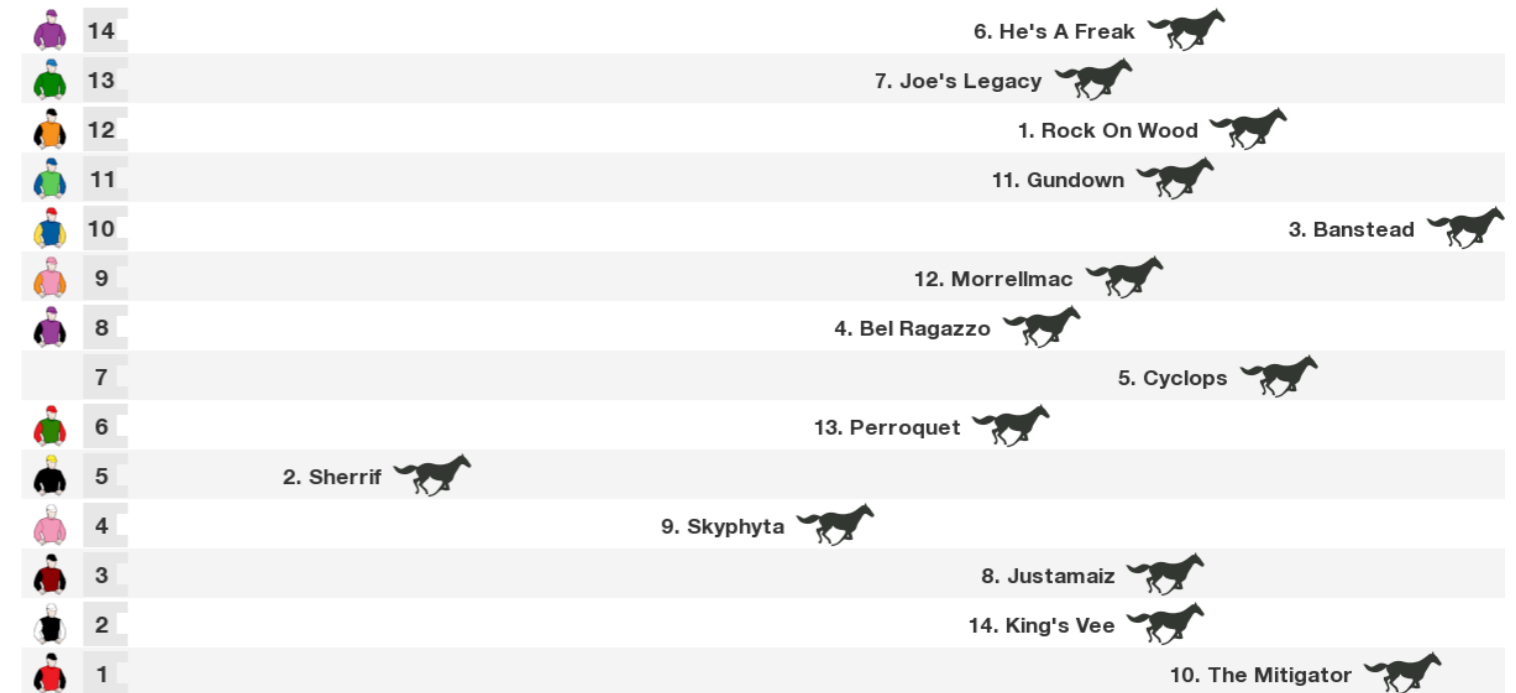 14 6. He's A Freak
13 7. Joe's Legacy
12 1. Rock On Wood
11 11. Gundown
10 3. Banstead
9 12. Morrellmac
8 4. Bel Ragazzo
7 5. Cyclops
6 13. Perroquet
5 2. Sherrif
4 9. Skyphyta
3 8. Justamaiz
2 14. King's Vee
1 10. The Mitigator